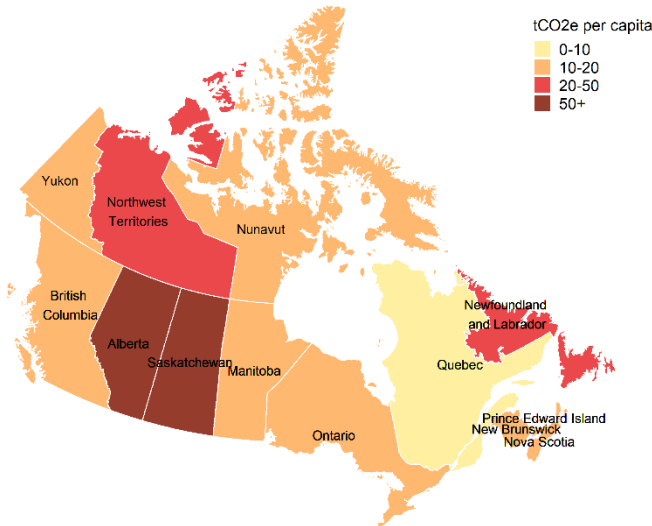 tCO2e per capita
0-10
10-20
20-50
50+
Yukon
Northwest
Territories
Nunavut
British
Columbia
Alberta
Saskatchewan
Manitoba
Ontario
Quebec
Newfoundland
and Labrador
Prince Edward Island
New Brunswick
Nova Scotia